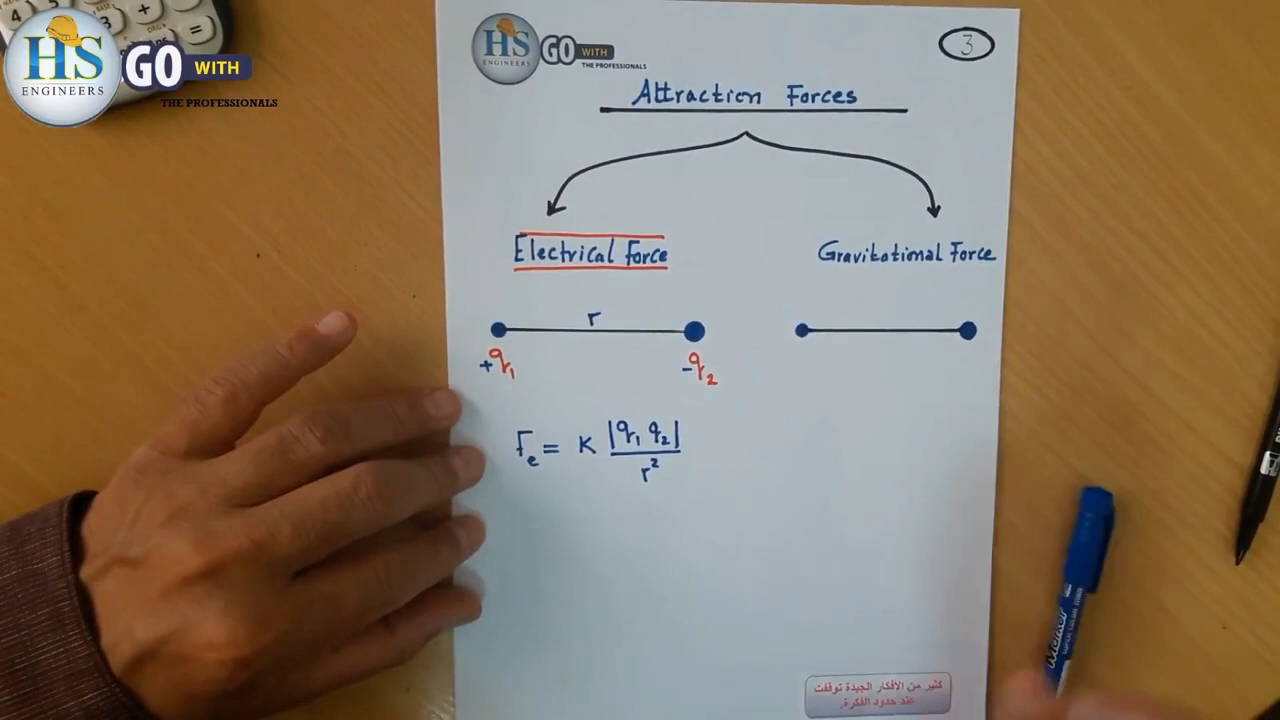 HS
ENGINEERS
GO WITH
THE PROFESSIONALS
HS
ENGINEERS
GO WITH
THE PROFESSIONALS
3
Attraction Forces
Electrical Force
Gravitational Force
r
+q₁
-q₂
Fₑ = K |q₁ q₂| / r²
كثير من الأفكار الجيدة توقفت
عند حدود الفكرة.
Marker